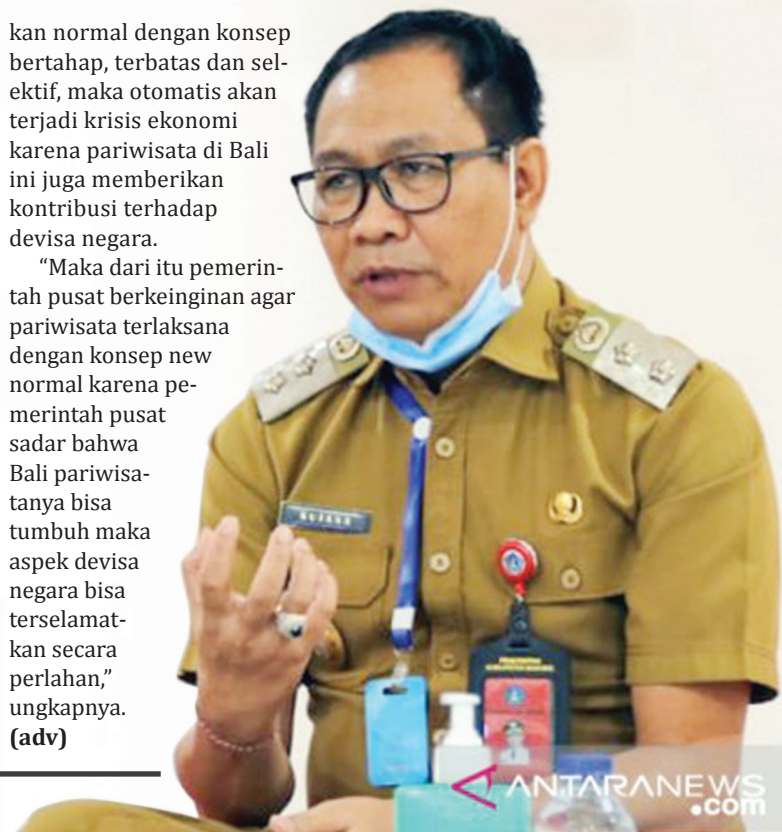 kan normal dengan konsep
bertahap, terbatas dan sel-
ektif, maka otomatis akan
terjadi krisis ekonomi
karena pariwisata di Bali
ini juga memberikan
kontribusi terhadap
devisa negara.
“Maka dari itu pemerin-
tah pusat berkeinginan agar
pariwisata terlaksana
dengan konsep new
normal karena pe-
merintah pusat
sadar bahwa
Bali pariwisa-
tanya bisa
tumbuh maka
aspek devisa
negara bisa
terselamat-
kan secara
perlahan,”
ungkapnya.
(adv)
ANTARANEWS
.com